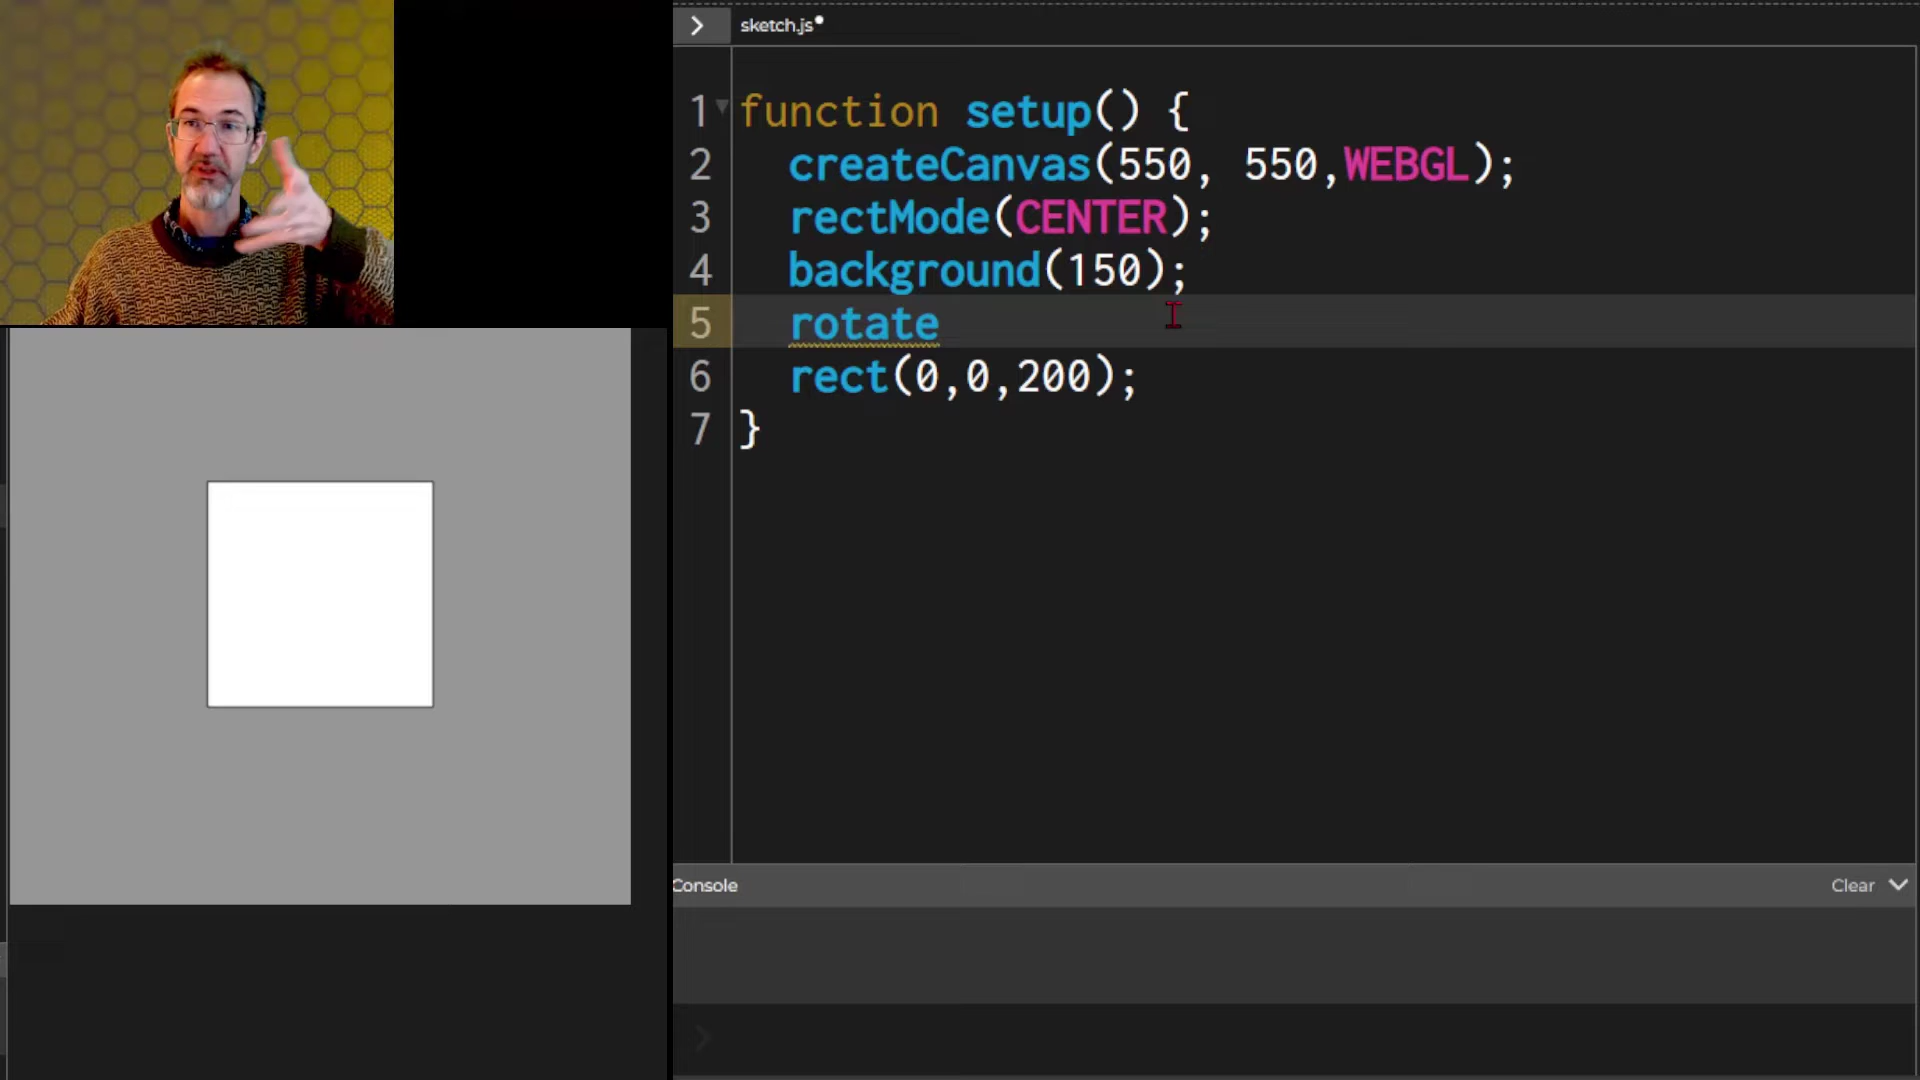 sketch.js●
1 function setup() {
2 createCanvas(550, 550,WEBGL);
3 rectMode(CENTER);
4 background(150);
5 rotate
6 rect(0,0,200);
7 }
Console
Clear